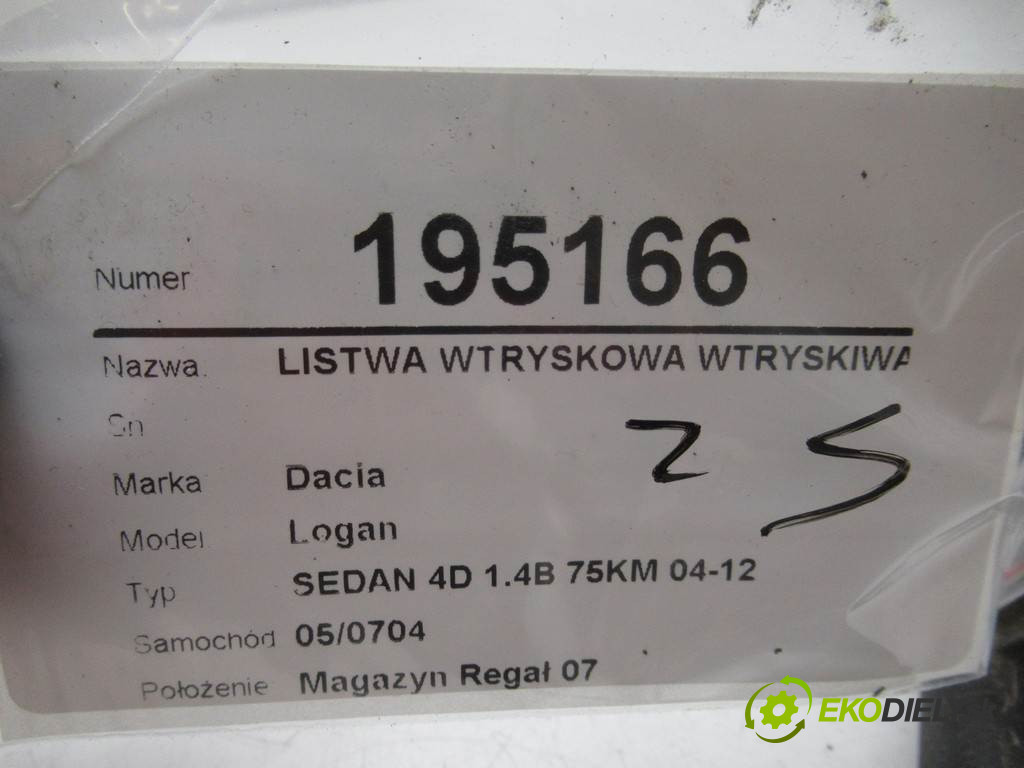 Numer 195166
Nazwa LISTWA WTRYSKOWA WTRYSKIWA
Sn
Marka Dacia
Model Logan
Typ SEDAN 4D 1.4B 75KM 04-12
Samochód 05/0704
Położenie Magazyn Regał 07
25
EKODIEL